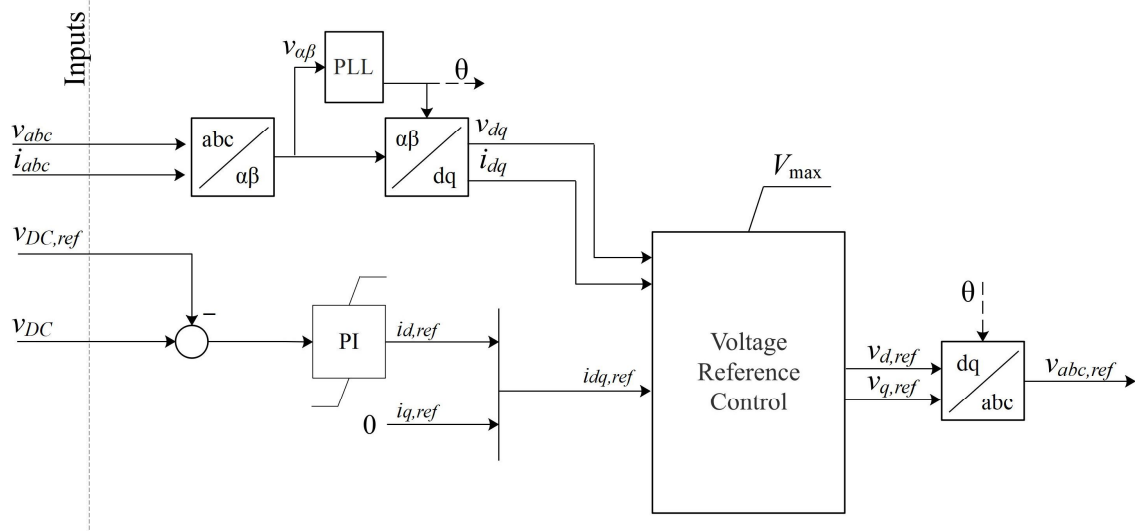 Inputs
vαβ
PLL
θ
vabc
iabc
abc
αβ
αβ
dq
vdq
idq
Vmax
vDC,ref
vDC
–
PI
id,ref
0
iq,ref
idq,ref
Voltage
Reference
Control
vd,ref
vq,ref
θ
dq
abc
vabc,ref